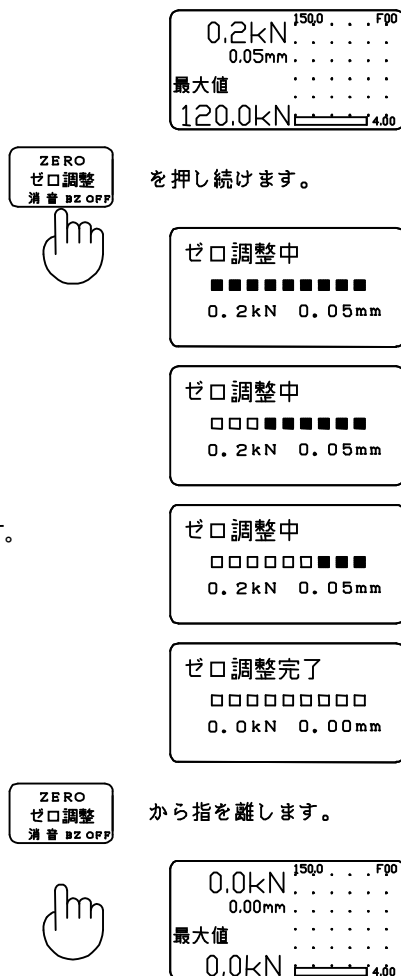 0.2kN 150.0 F00
0.05mm
最大値
120.0kN 4.00
ZERO
ゼロ調整
消音 BZ OFF
を押し続けます。
ゼロ調整中
■■■■■■■■■
0.2kN 0.05mm
ゼロ調整中
□□□■■■■■■
0.2kN 0.05mm
す。
ゼロ調整中
□□□□□□■■■
0.2kN 0.05mm
ゼロ調整完了
□□□□□□□□□
0.0kN 0.00mm
ZERO
ゼロ調整
消音 BZ OFF
から指を離します。
0.0kN 150.0 F00
0.00mm
最大値
0.0kN 4.00